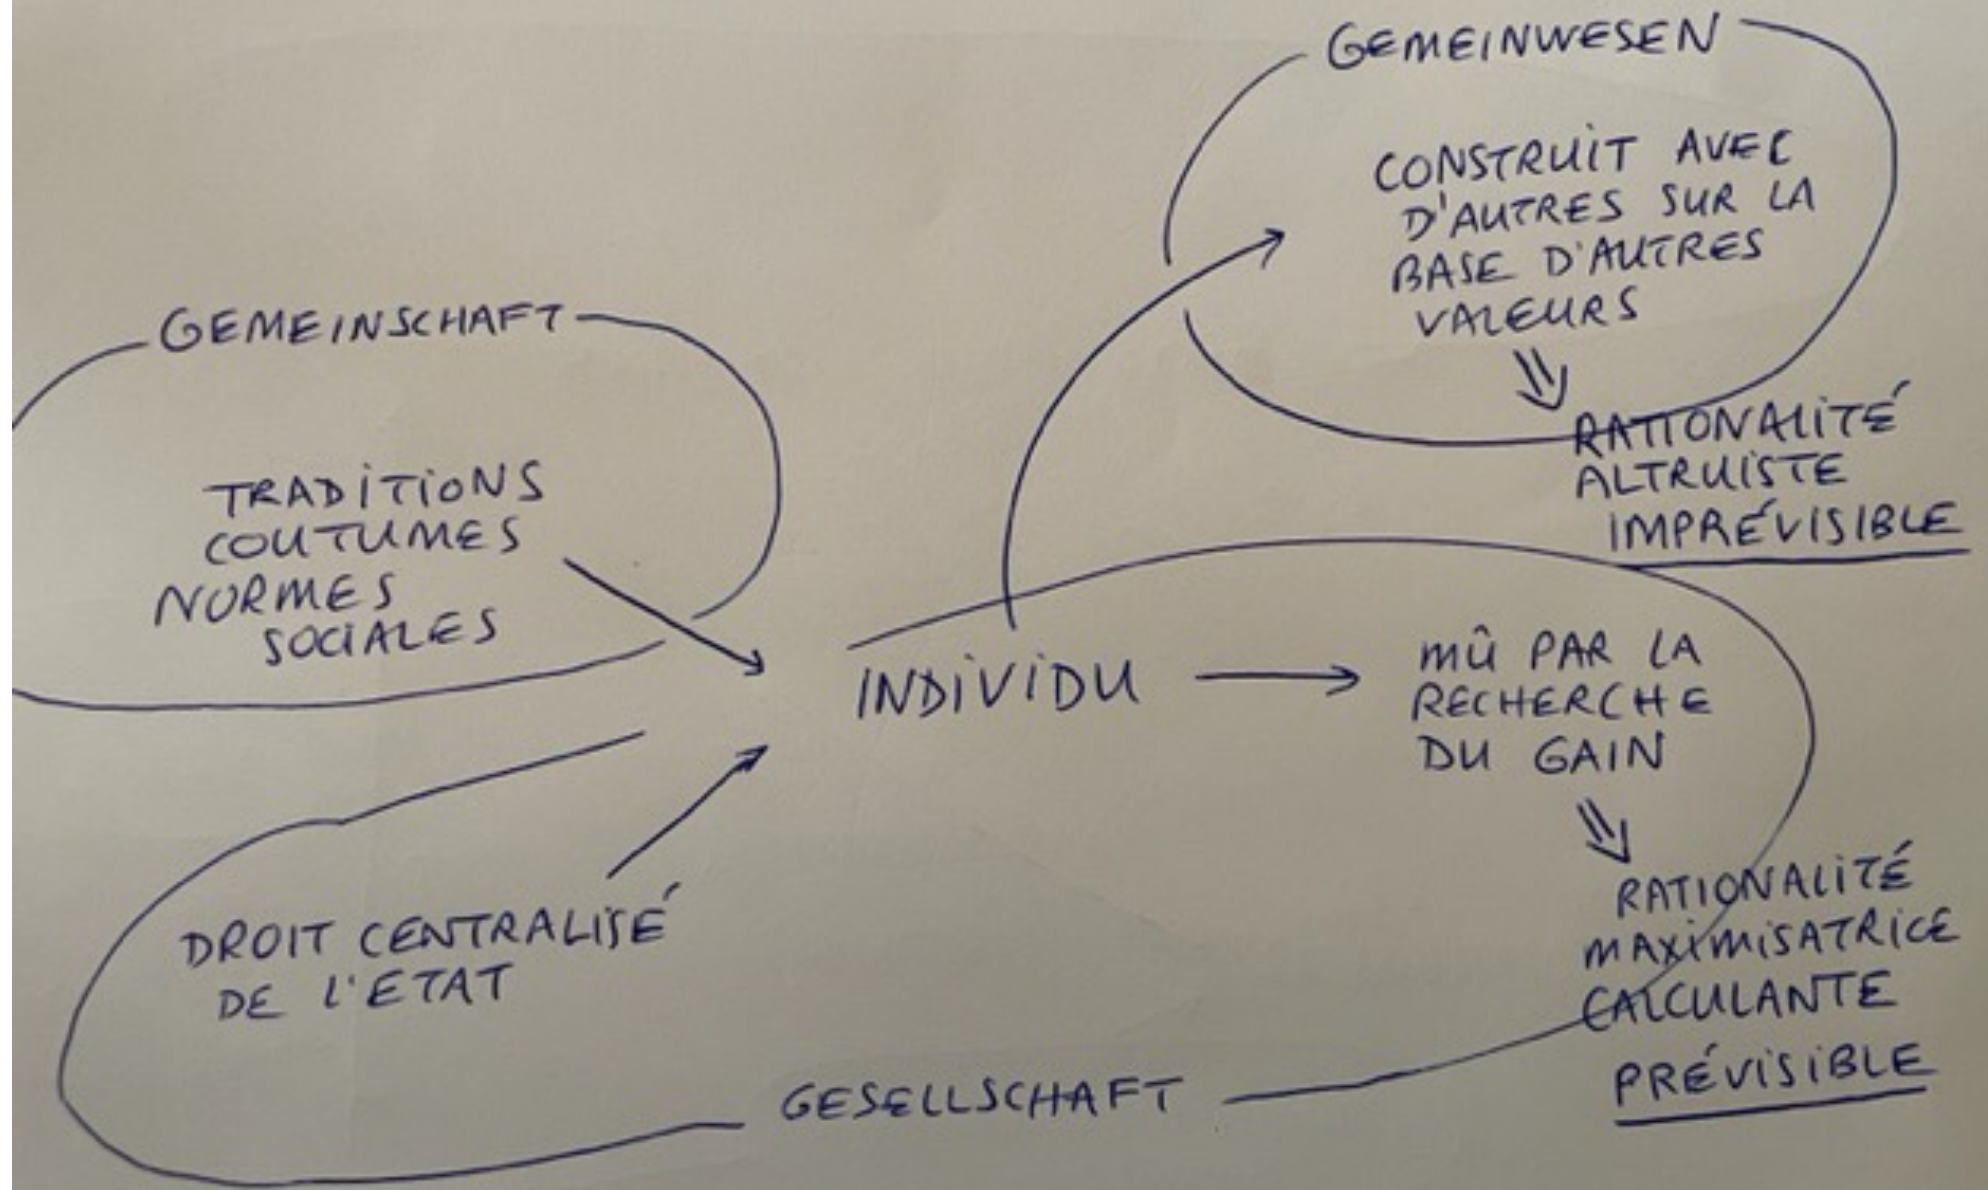 GEMEINWESEN
CONSTRUIT AVEC
D'AUTRES SUR LA
BASE D'AUTRES
VALEURS
RATIONALITÉ
ALTRUISTE
IMPRÉVISIBLE
GEMEINSCHAFT
TRADITIONS
COUTUMES
NORMES
SOCIALES
INDIVIDU
MÛ PAR LA
RECHERCHE
DU GAIN
RATIONALITÉ
MAXIMISATRICE
CALCULANTE
PRÉVISIBLE
DROIT CENTRALISÉ
DE L'ETAT
GESELLSCHAFT